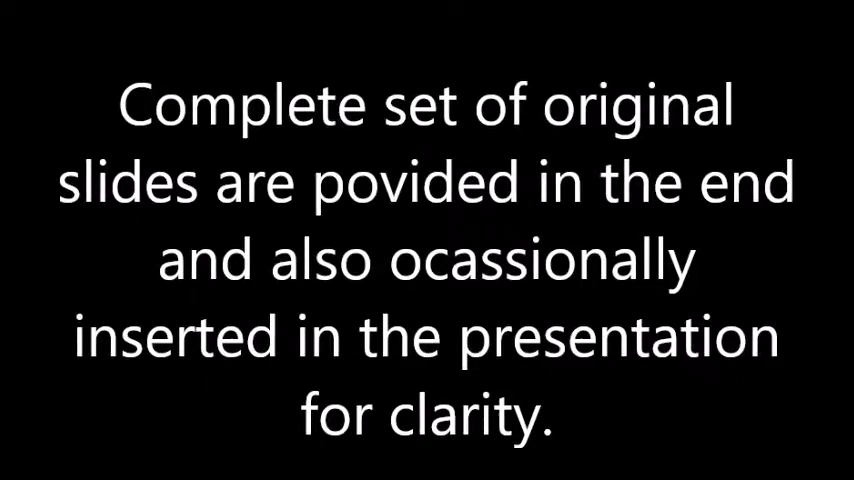 Complete set of original
slides are povided in the end
and also ocassionally
inserted in the presentation
for clarity.